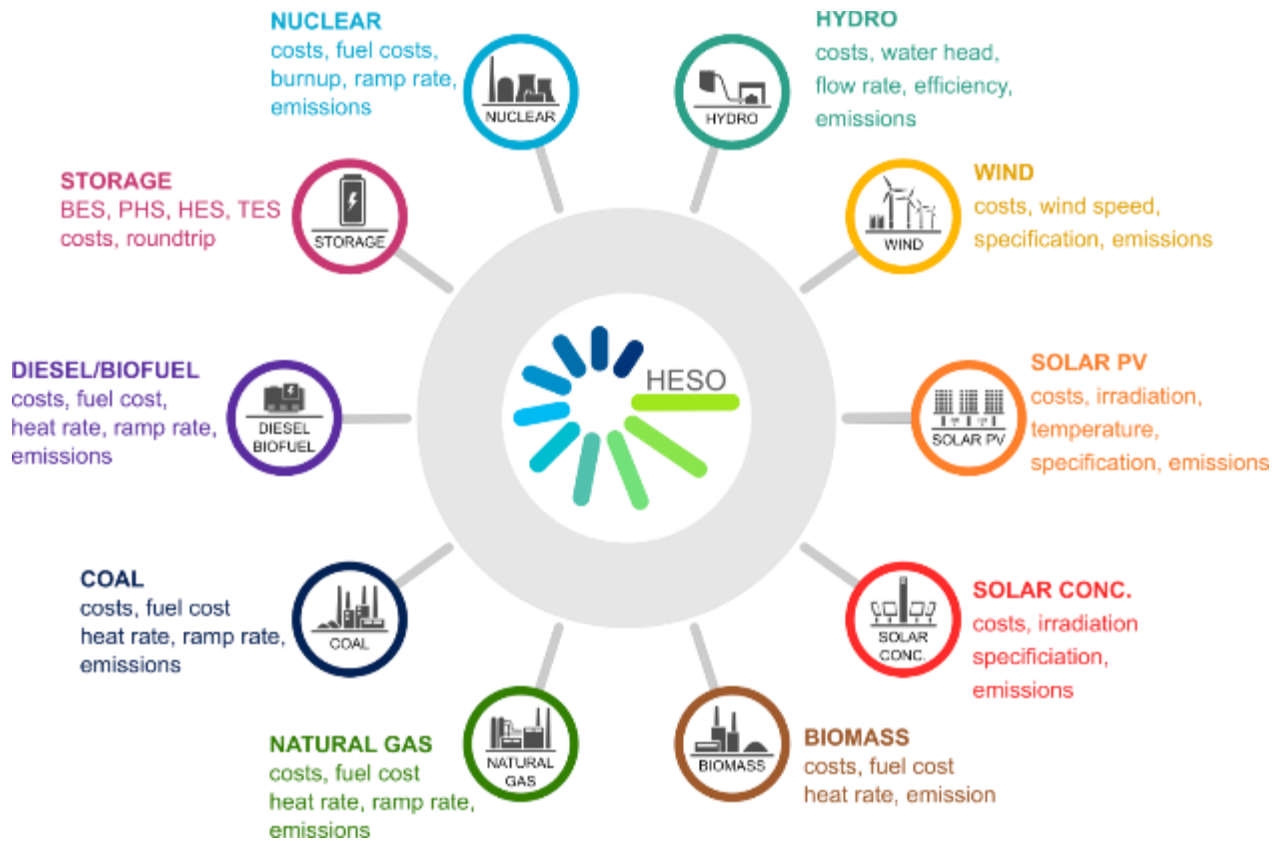 NUCLEAR
costs, fuel costs,
burnup, ramp rate,
emissions
NUCLEAR
HYDRO
costs, water head,
flow rate, efficiency,
emissions
HYDRO
WIND
costs, wind speed,
specification, emissions
WIND
SOLAR PV
costs, irradiation,
temperature,
specification, emissions
SOLAR PV
SOLAR CONC.
costs, irradiation
specificiation,
emissions
SOLAR
CONC.
BIOMASS
costs, fuel cost
heat rate, emission
BIOMASS
NATURAL GAS
costs, fuel cost
heat rate, ramp rate,
emissions
NATURAL
GAS
COAL
costs, fuel cost
heat rate, ramp rate,
emissions
COAL
DIESEL/BIOFUEL
costs, fuel cost,
heat rate, ramp rate,
emissions
DIESEL
BIOFUEL
STORAGE
BES, PHS, HES, TES
costs, roundtrip
STORAGE
HESO